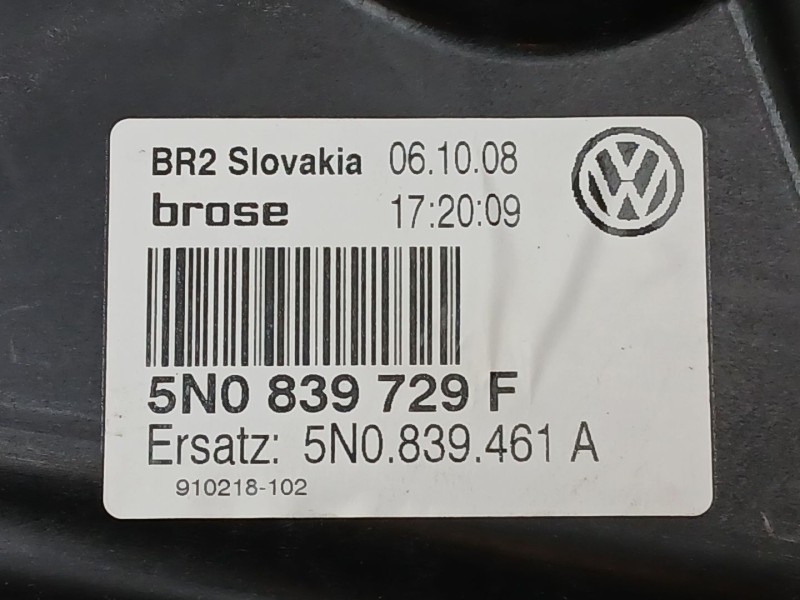 BR2 Slovakia 06.10.08
brose 17:20:09
5N0 839 729 F
Ersatz: 5N0.839.461 A
910218-102